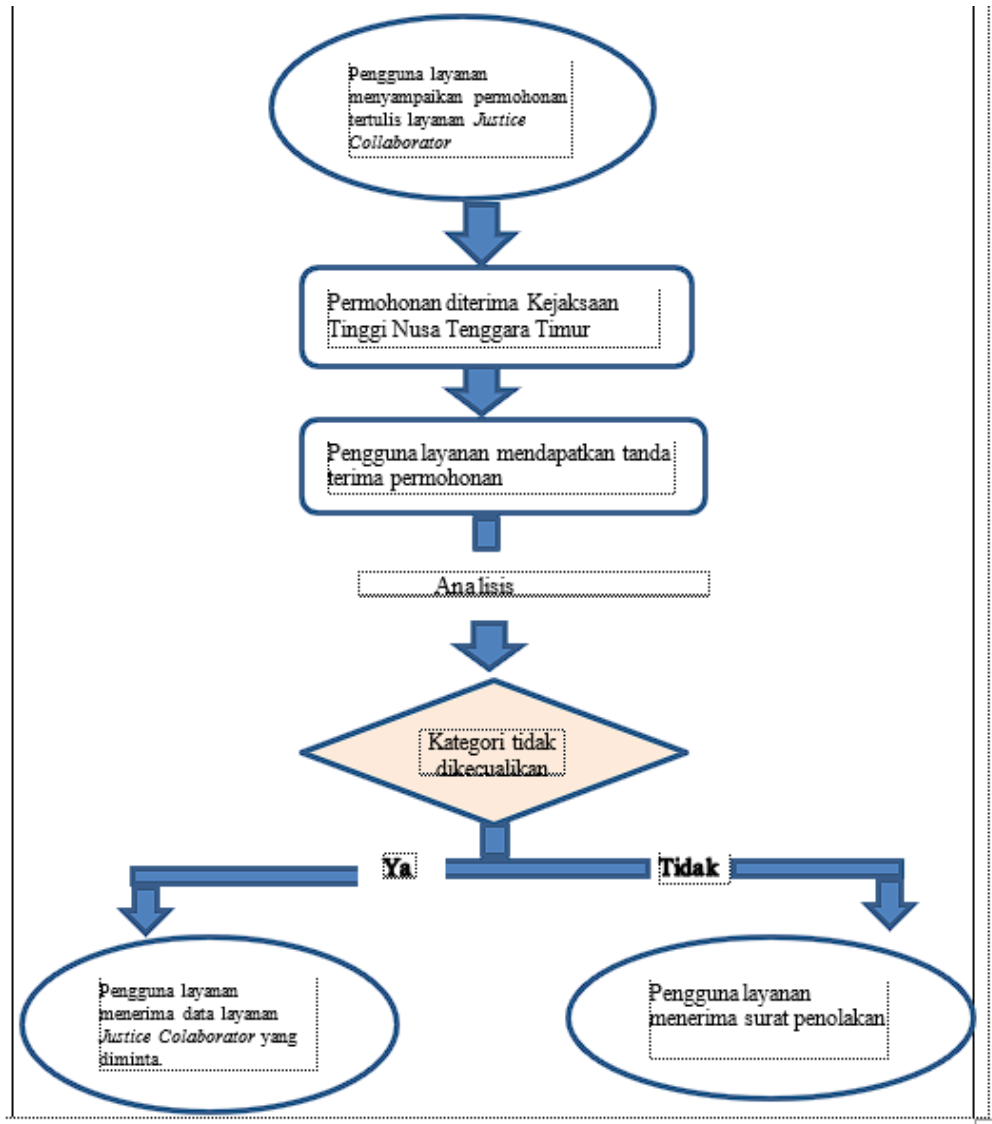 Pengguna layanan
menyampaikan permohonan
tertulis layanan Justice
Collaborator
Permohonan diterima Kejaksaan
Tinggi Nusa Tenggara Timur
Pengguna layanan mendapatkan tanda
terima permohonan
Analisis
Kategori tidak
dikecualikan
Ya
Tidak
Pengguna layanan
menerima data layanan
Justice Colaborator yang
diminta.
Pengguna layanan
menerima surat penolakan